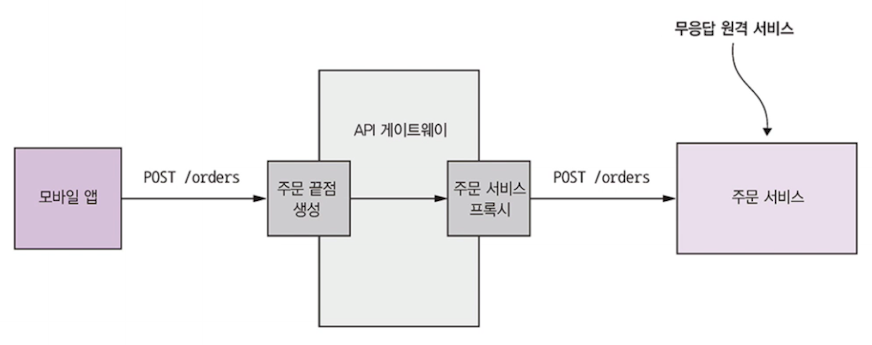 무응답 원격 서비스
API 게이트웨이
모바일 앱
POST /orders
주문 끝점
생성
주문 서비스
프록시
POST /orders
주문 서비스